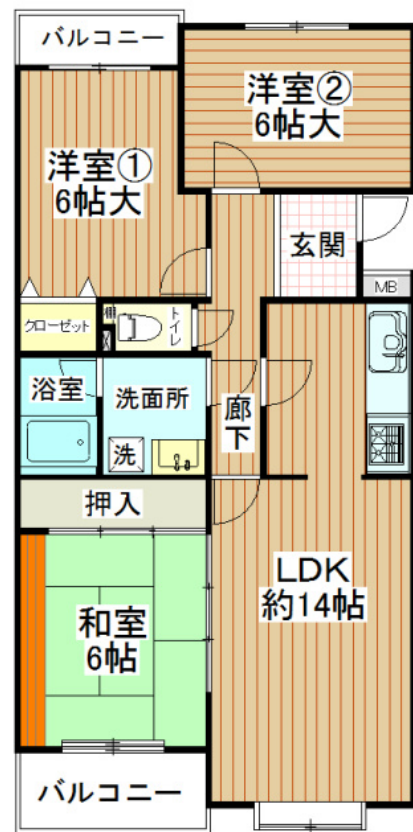 バルコニー
洋室②
6帖大
洋室①
6帖大
玄関
MB
クローゼット
棚
トイレ
浴室
洗面所
洗
廊下
押入
LDK
約14帖
和室
6帖
バルコニー